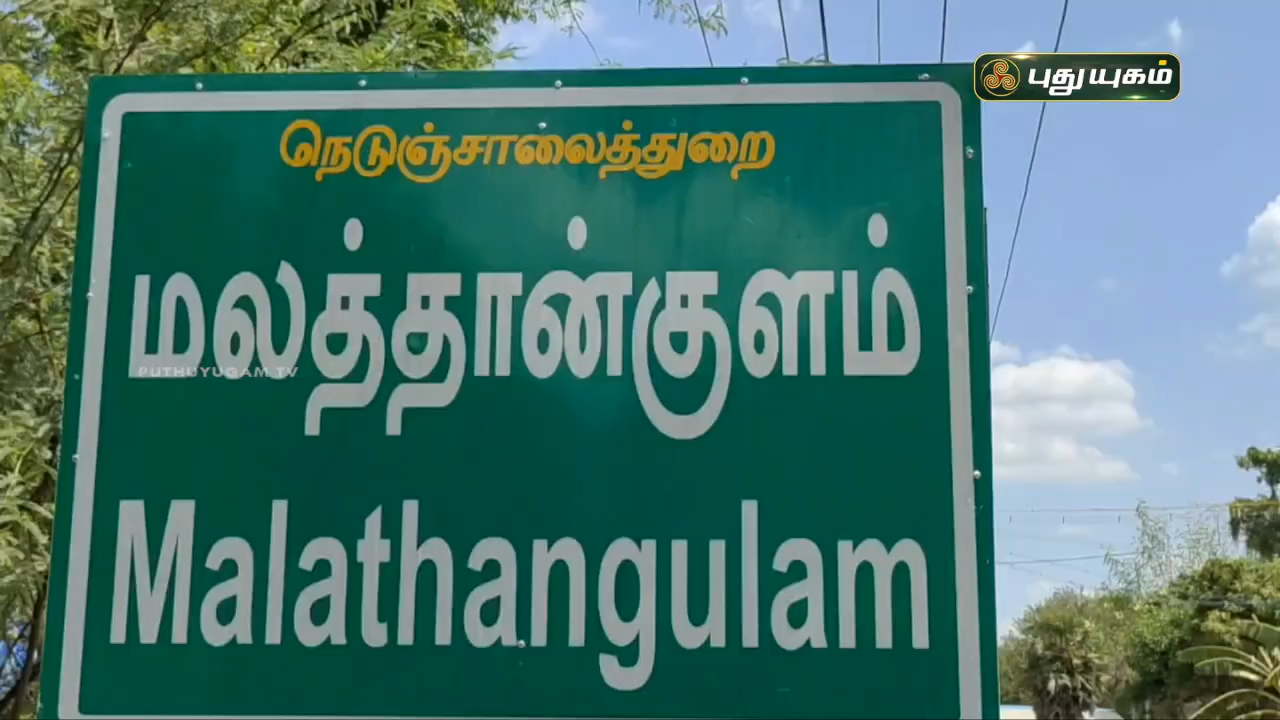 புதுயுகம்
நெடுஞ்சாலைத்துறை
மலத்தான்குளம்
PUTHUYUGAM TV
Malathangulam